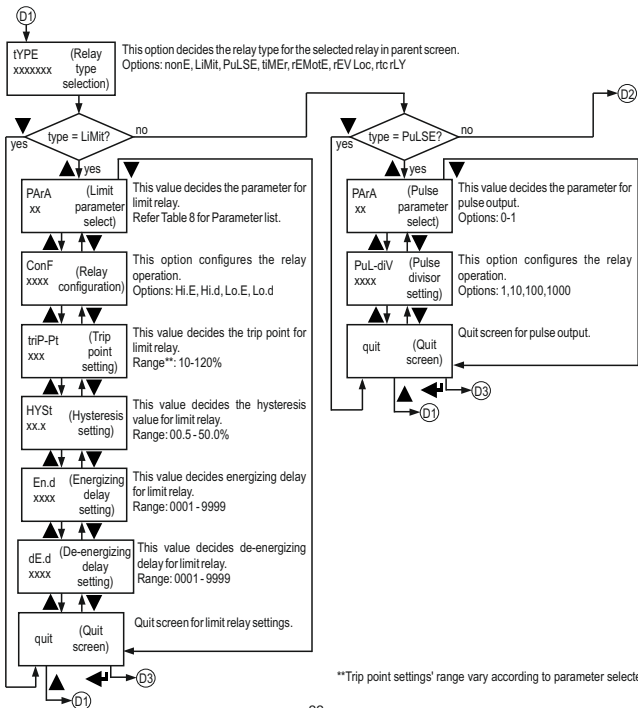 D1
tYPE (Relay
xxxxxxx type
selection)
This option decides the relay type for the selected relay in parent screen.
Options: nonE, LiMit, PuLSE, tiMEr, rEMotE, rEV Loc, rtc rLY
type = LiMit?
no
yes
yes
PArA (Limit
xx parameter
select)
This value decides the parameter for
limit relay.
Refer Table 8 for Parameter list.
ConF (Relay
xxxx configuration)
This option configures the relay
operation.
Options: Hi.E, Hi.d, Lo.E, Lo.d
triP-Pt (Trip
xxx point
setting)
This value decides the trip point for
limit relay.
Range**: 10-120%
HYSt (Hysteresis
xx.x setting)
This value decides the hysteresis
value for limit relay.
Range: 00.5 - 50.0%
En.d (Energizing
xxxx delay
setting)
This value decides energizing delay
for limit relay.
Range: 0001 - 9999
dE.d (De-energizing
xxxx delay
setting)
This value decides de-energizing
delay for limit relay.
Range: 0001 - 9999
quit (Quit
screen)
Quit screen for limit relay settings.
D3
D1
D2
type = PuLSE?
no
yes
yes
PArA (Pulse
xx parameter
select)
This value decides the parameter for
pulse output.
Options: 0-1
PuL-diV (Pulse
xxxx divisor
setting)
This option configures the relay
operation.
Options: 1,10,100,1000
quit (Quit
screen)
Quit screen for pulse output.
D3
D1
**Trip point settings' range vary according to parameter selecte